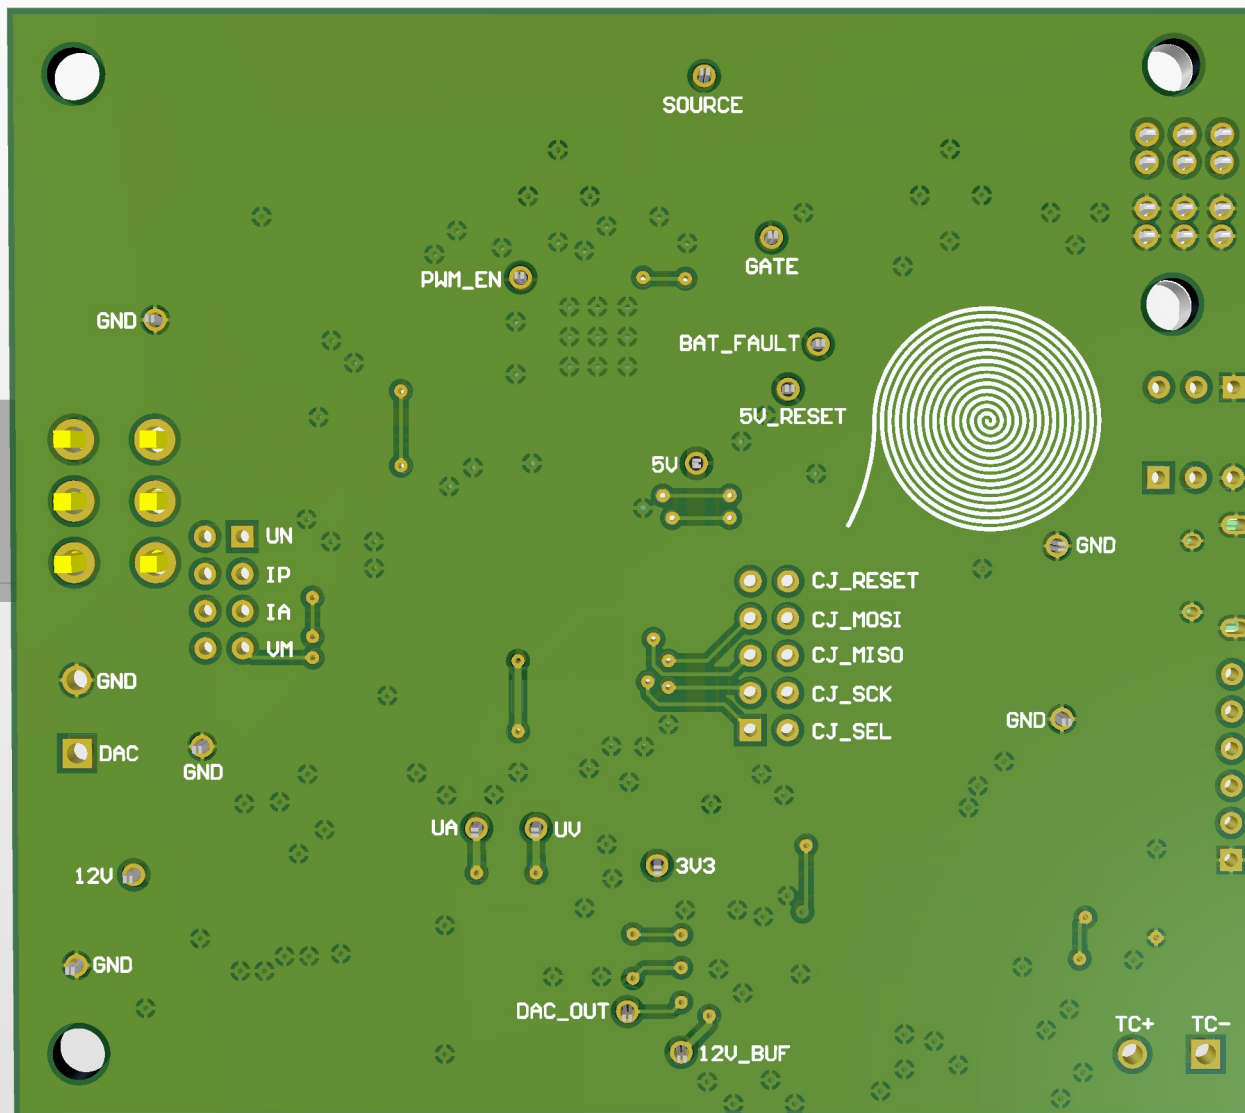 SOURCE
GATE
PWM_EN
GND
BAT_FAULT
5V_RESET
5V
UN
GND
IP
CJ_RESET
IA
CJ_MOSI
VM
CJ_MISO
GND
CJ_SCK
GND
CJ_SEL
DAC
GND
UA
UV
3V3
12V
GND
DAC_OUT
TC+
TC-
12V_BUF